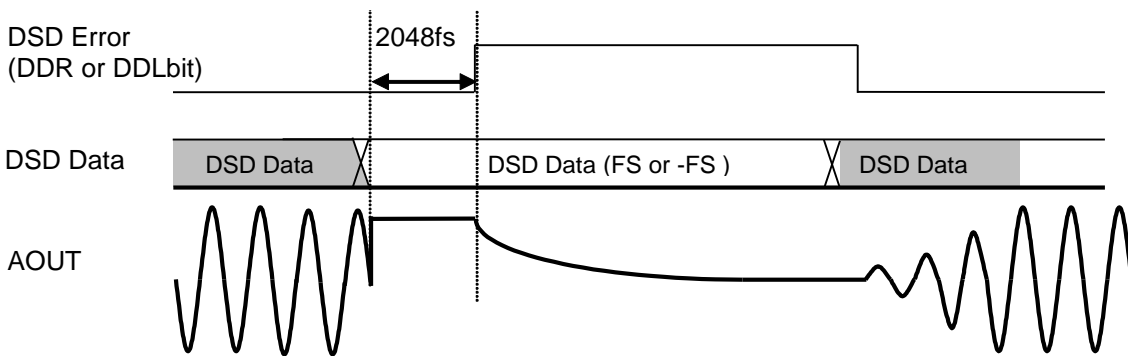 DSD Error
(DDR or DDLbit)
2048fs
DSD Data
DSD Data
DSD Data (FS or -FS )
DSD Data
AOUT